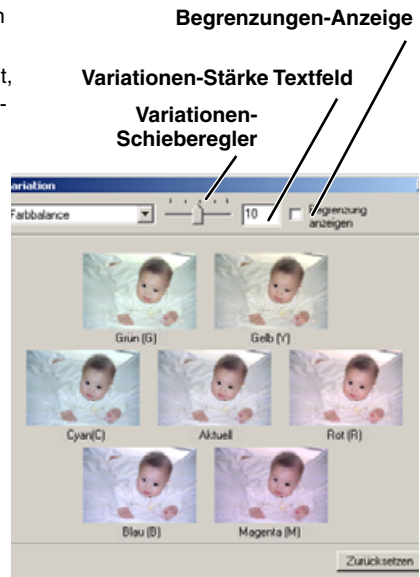 Begrenzungen-Anzeige
t,
Variationen-Stärke Textfeld
-
Variationen-
Schieberegler
ariation
Farbbalance
10
Begrenzung
anzeigen
Grün (G)
Gelb (Y)
Cyan(C)
Aktuell
Rot (R)
Blau (B)
Magenta (M)
Zurücksetzen